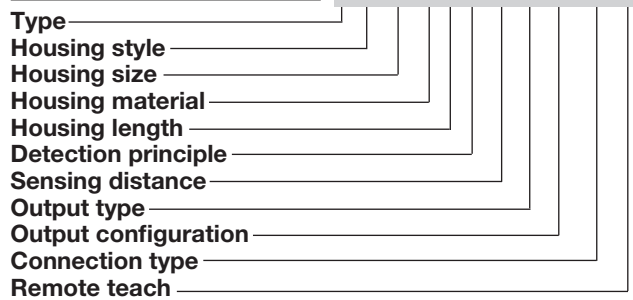 Type
Housing style
Housing size
Housing material
Housing length
Detection principle
Sensing distance
Output type
Output configuration
Connection type
Remote teach